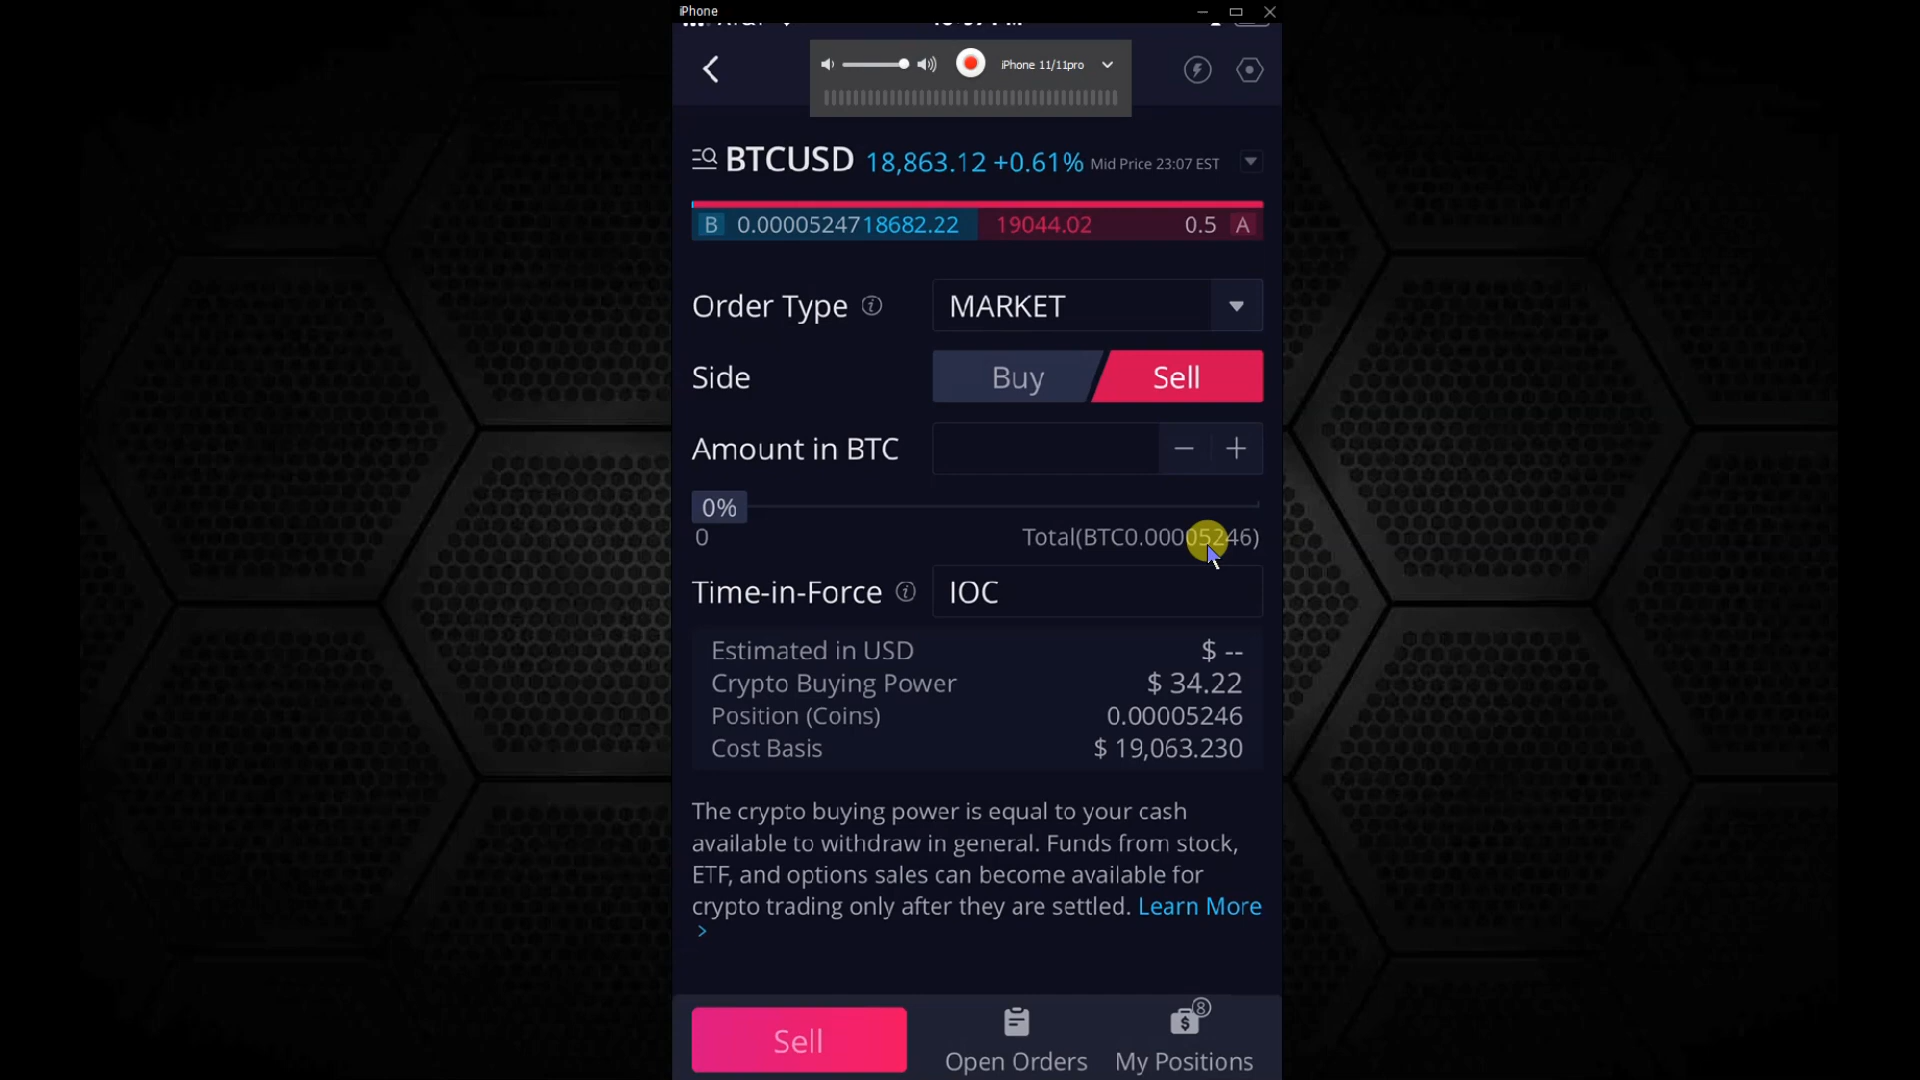 iPhone
iPhone 11/11pro
BTCUSD 18,863.12 +0.61% Mid Price 23:07 EST
B 0.00005247 18682.22 19044.02 0.5 A
Order Type MARKET
Side Buy Sell
Amount in BTC − +
0%
0 Total(BTC0.00005246)
Time-in-Force IOC
Estimated in USD $ --
Crypto Buying Power $ 34.22
Position (Coins) 0.00005246
Cost Basis $ 19,063.230
The crypto buying power is equal to your cash
available to withdraw in general. Funds from stock,
ETF, and options sales can become available for
crypto trading only after they are settled. Learn More
>
8
Sell Open Orders My Positions